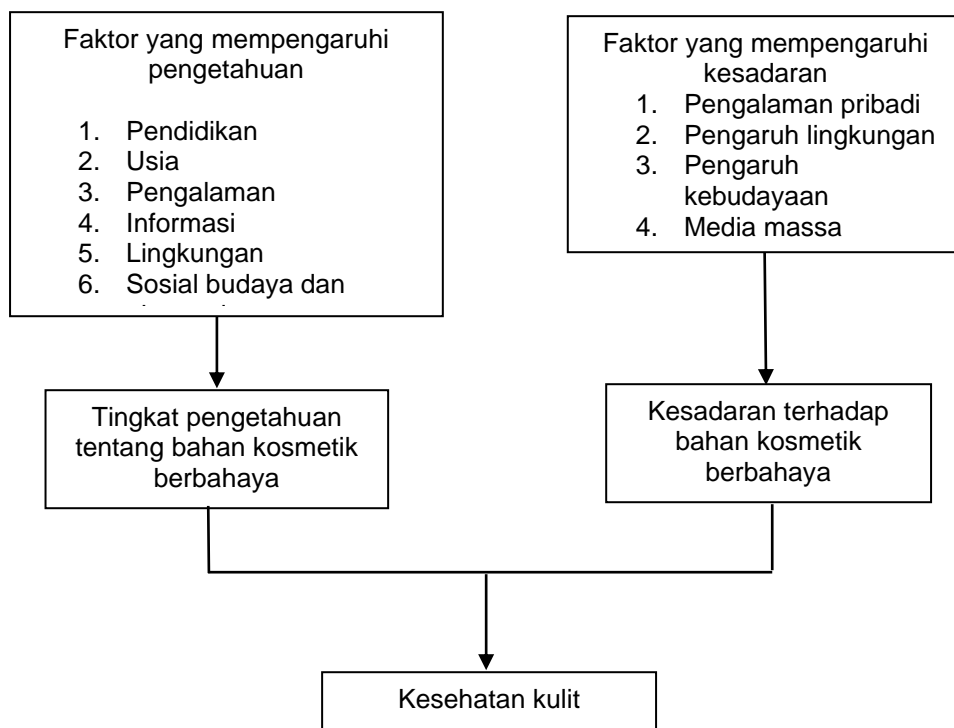 Faktor yang mempengaruhi
pengetahuan
1. Pendidikan
2. Usia
3. Pengalaman
4. Informasi
5. Lingkungan
6. Sosial budaya dan
Faktor yang mempengaruhi
kesadaran
1. Pengalaman pribadi
2. Pengaruh lingkungan
3. Pengaruh
kebudayaan
4. Media massa
Tingkat pengetahuan
tentang bahan kosmetik
berbahaya
Kesadaran terhadap
bahan kosmetik
berbahaya
Kesehatan kulit